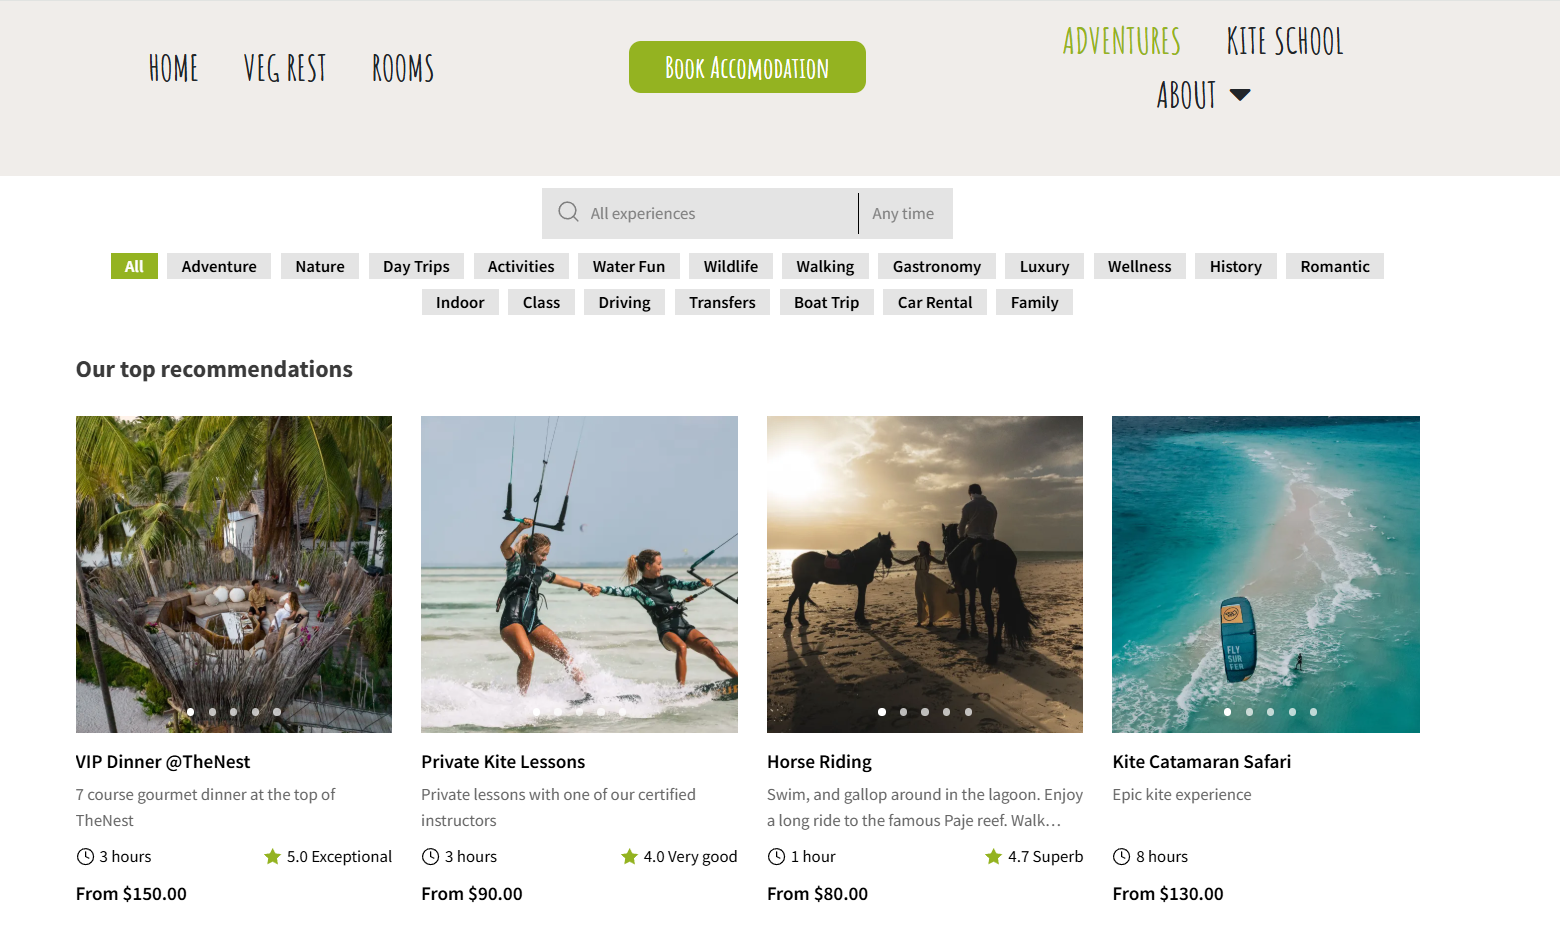 HOME VEG REST ROOMS
Book Accomodation
ADVENTURES KITE SCHOOL
ABOUT
All experiences Any time
All Adventure Nature Day Trips Activities Water Fun Wildlife Walking Gastronomy Luxury Wellness History Romantic
Indoor Class Driving Transfers Boat Trip Car Rental Family
Our top recommendations
FLY
SUR
FER
VIP Dinner @TheNest
7 course gourmet dinner at the top of
TheNest
3 hours 5.0 Exceptional
From $150.00
Private Kite Lessons
Private lessons with one of our certified
instructors
3 hours 4.0 Very good
From $90.00
Horse Riding
Swim, and gallop around in the lagoon. Enjoy
a long ride to the famous Paje reef. Walk…
1 hour 4.7 Superb
From $80.00
Kite Catamaran Safari
Epic kite experience
8 hours
From $130.00